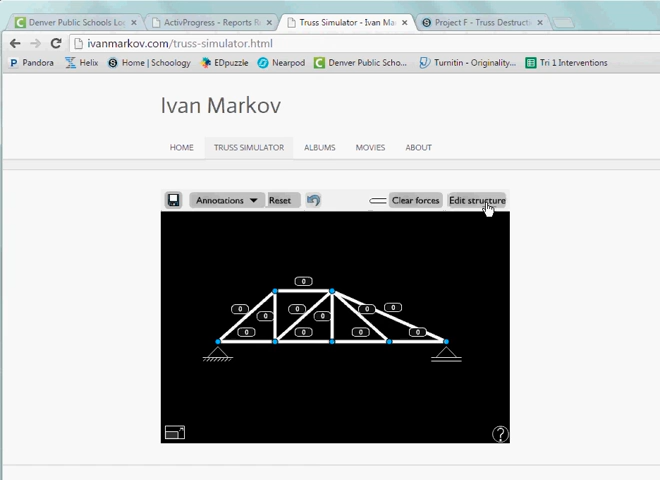 Denver Public Schools Lo
ActivProgress - Reports R
Truss Simulator - Ivan Ma
Project F - Truss Destruct
ivanmarkov.com/truss-simulator.html
Pandora
Helix
Home | Schoology
EDpuzzle
Nearpod
Denver Public Scho...
Turnitin - Originality...
Tri 1 Interventions
Ivan Markov
HOME
TRUSS SIMULATOR
ALBUMS
MOVIES
ABOUT
Annotations
Reset
Clear forces
Edit structure
0
0 0 0 0
0 0 0
0 0 0 0
?